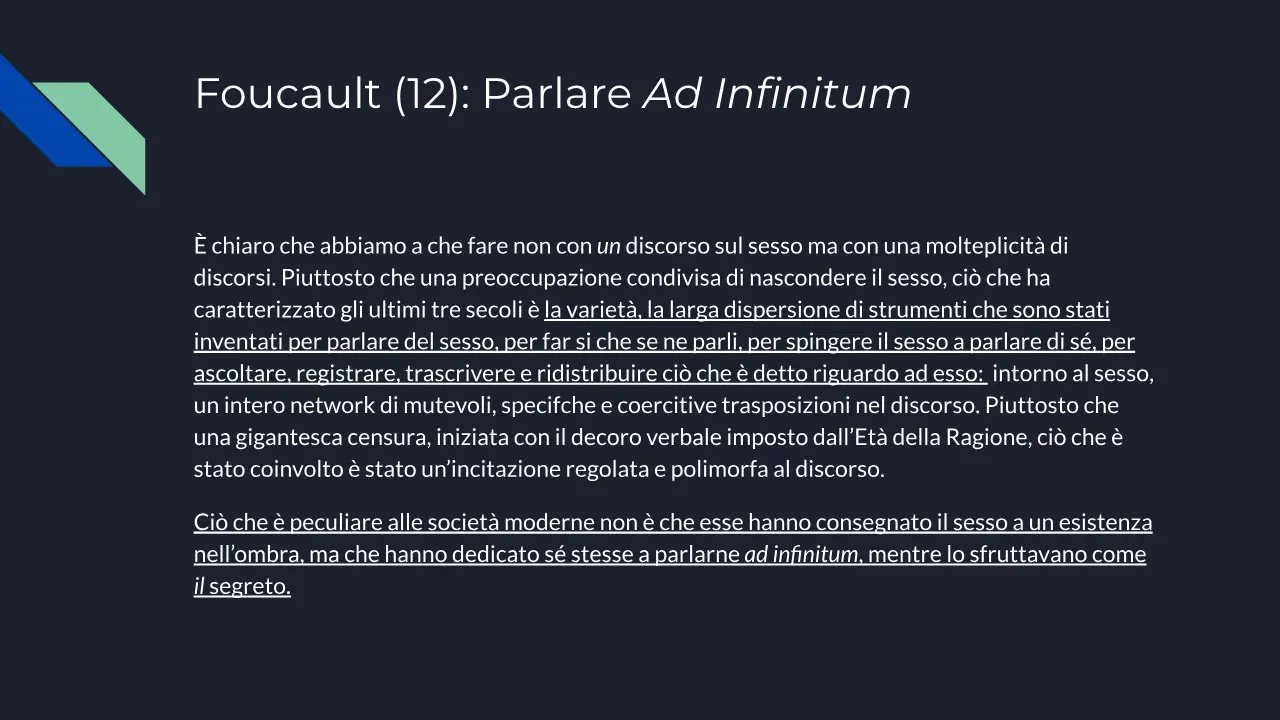 Foucault (12): Parlare Ad Infinitum
È chiaro che abbiamo a che fare non con un discorso sul sesso ma con una molteplicità di
discorsi. Piuttosto che una preoccupazione condivisa di nascondere il sesso, ciò che ha
caratterizzato gli ultimi tre secoli è la varietà, la larga dispersione di strumenti che sono stati
inventati per parlare del sesso, per far si che se ne parli, per spingere il sesso a parlare di sé, per
ascoltare, registrare, trascrivere e ridistribuire ciò che è detto riguardo ad esso: intorno al sesso,
un intero network di mutevoli, specifche e coercitive trasposizioni nel discorso. Piuttosto che
una gigantesca censura, iniziata con il decoro verbale imposto dall’Età della Ragione, ciò che è
stato coinvolto è stato un’incitazione regolata e polimorfa al discorso.
Ciò che è peculiare alle società moderne non è che esse hanno consegnato il sesso a un esistenza
nell’ombra, ma che hanno dedicato sé stesse a parlarne ad infinitum, mentre lo sfruttavano come
il segreto.